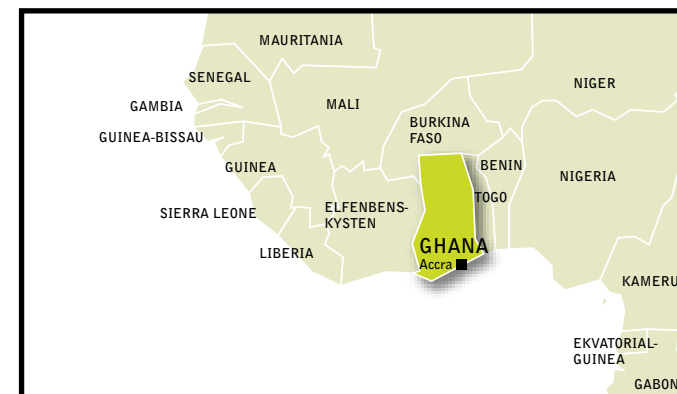 MAURITANIA
SENEGAL
NIGER
GAMBIA
MALI
BURKINA
FASO
GUINEA-BISSAU
GUINEA
BENIN
NIGERIA
TOGO
SIERRA LEONE
ELFENBENS-
KYSTEN
LIBERIA
GHANA
Accra
KAMERU
EKVATORIAL-
GUINEA
GABON